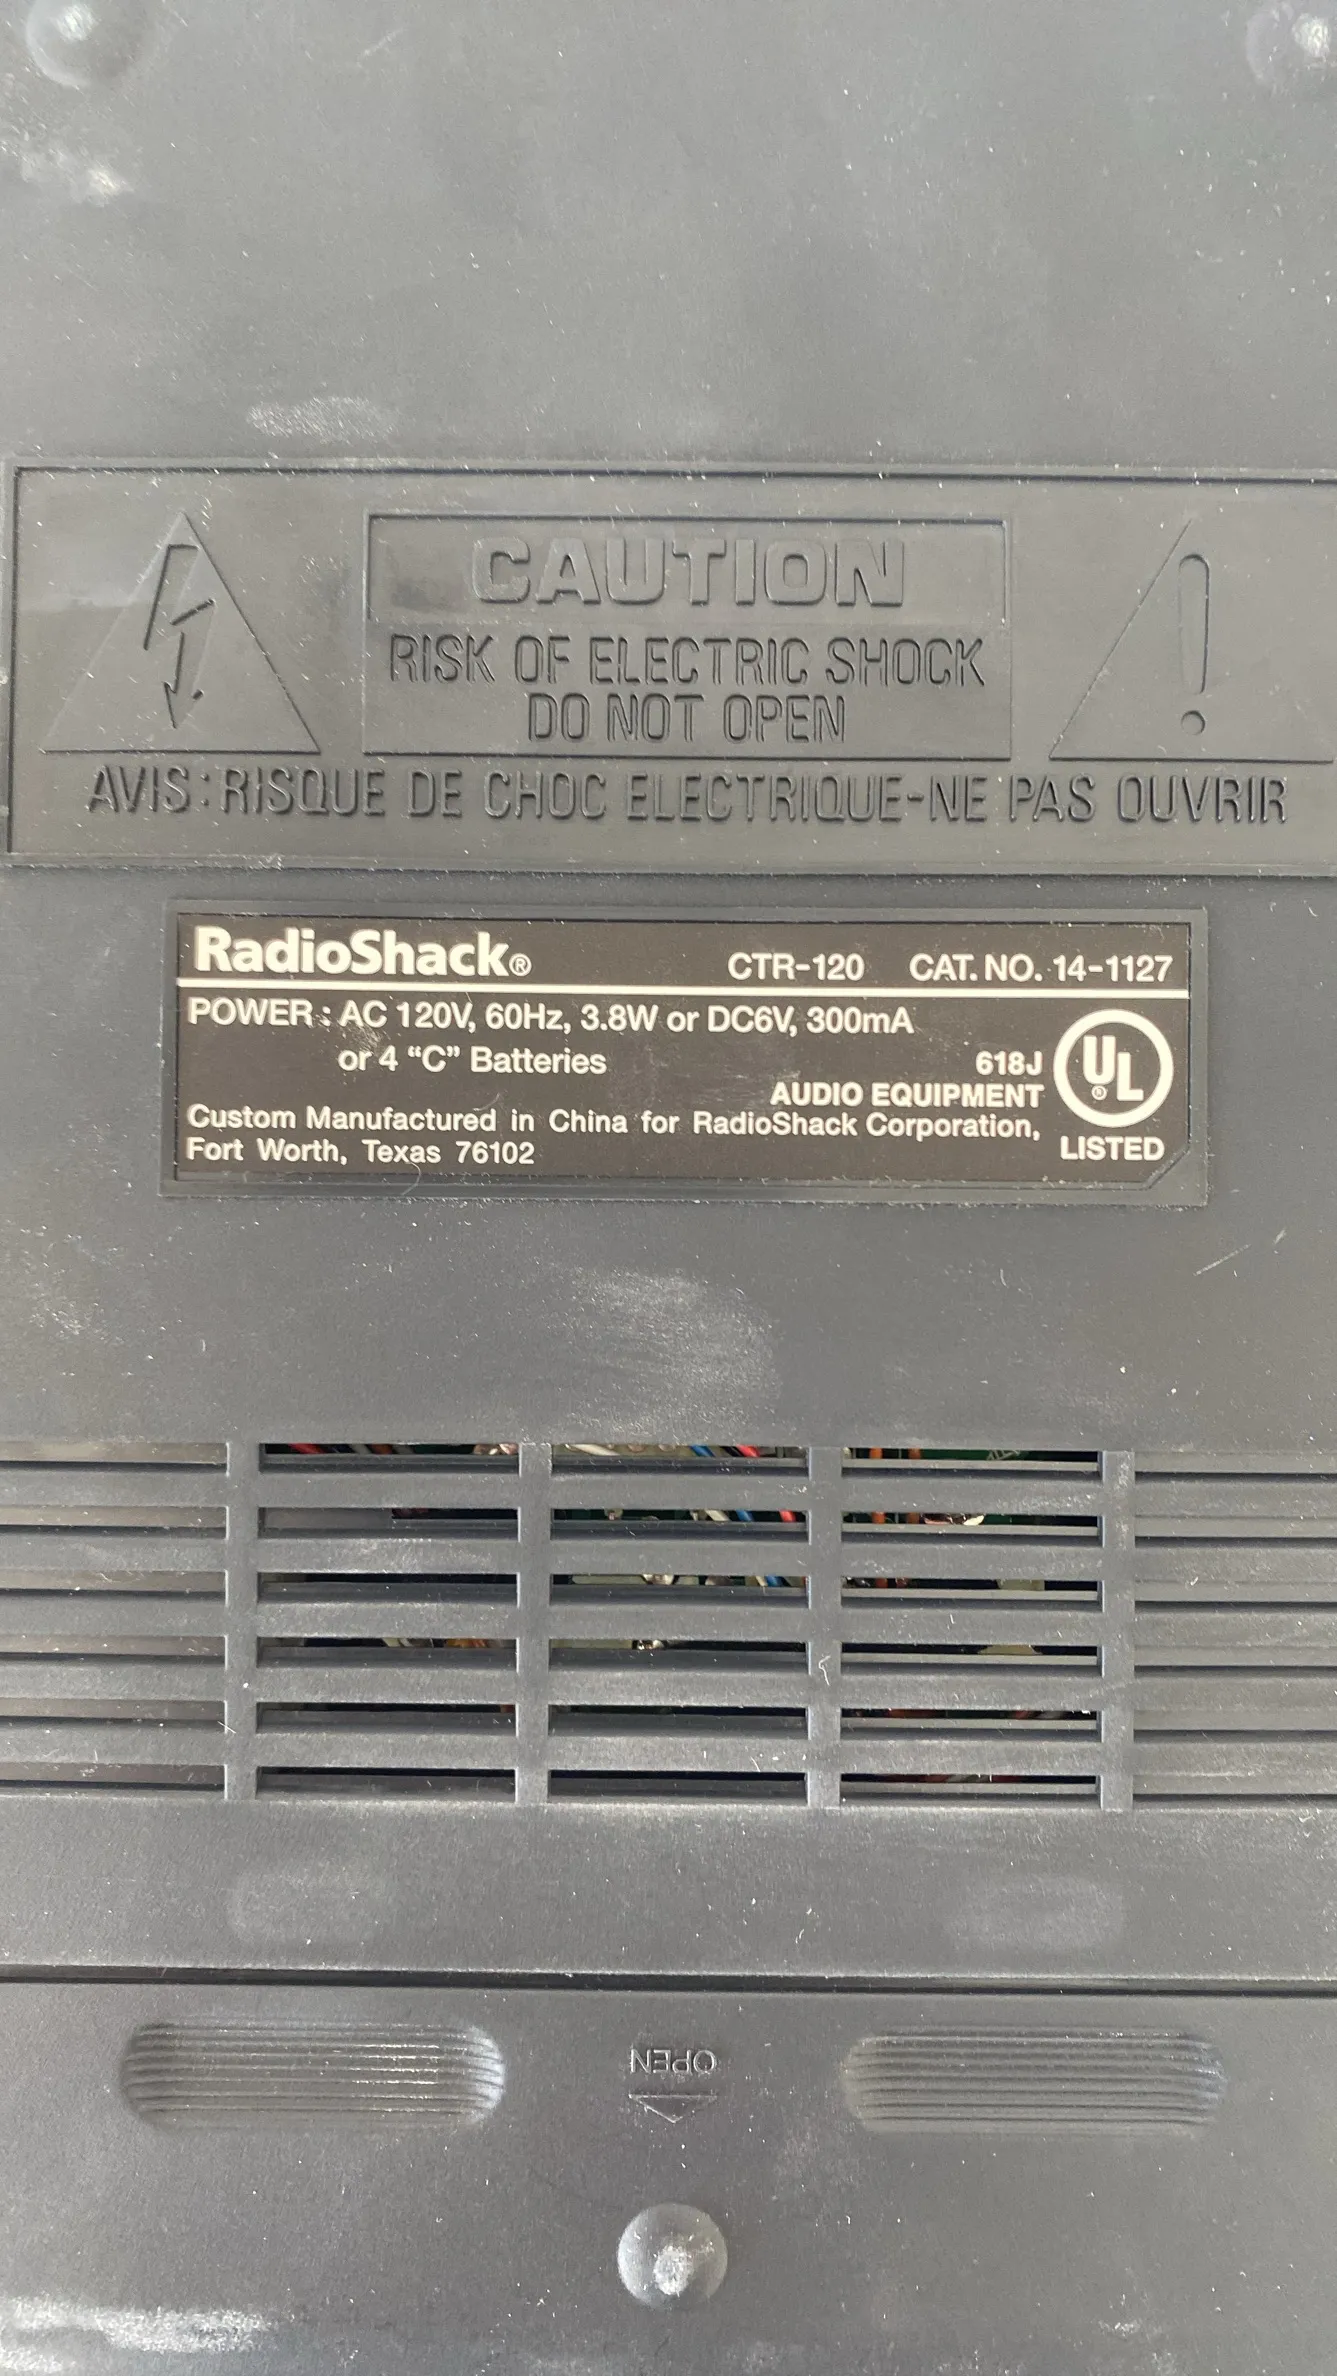 CAUTION
RISK OF ELECTRIC SHOCK
DO NOT OPEN
AVIS : RISQUE DE CHOC ELECTRIQUE-NE PAS OUVRIR
RadioShack® CTR-120 CAT. NO. 14-1127
POWER : AC 120V, 60Hz, 3.8W or DC6V, 300mA
or 4 “C” Batteries
618J
AUDIO EQUIPMENT
UL®
LISTED
Custom Manufactured in China for RadioShack Corporation,
Fort Worth, Texas 76102
OPEN